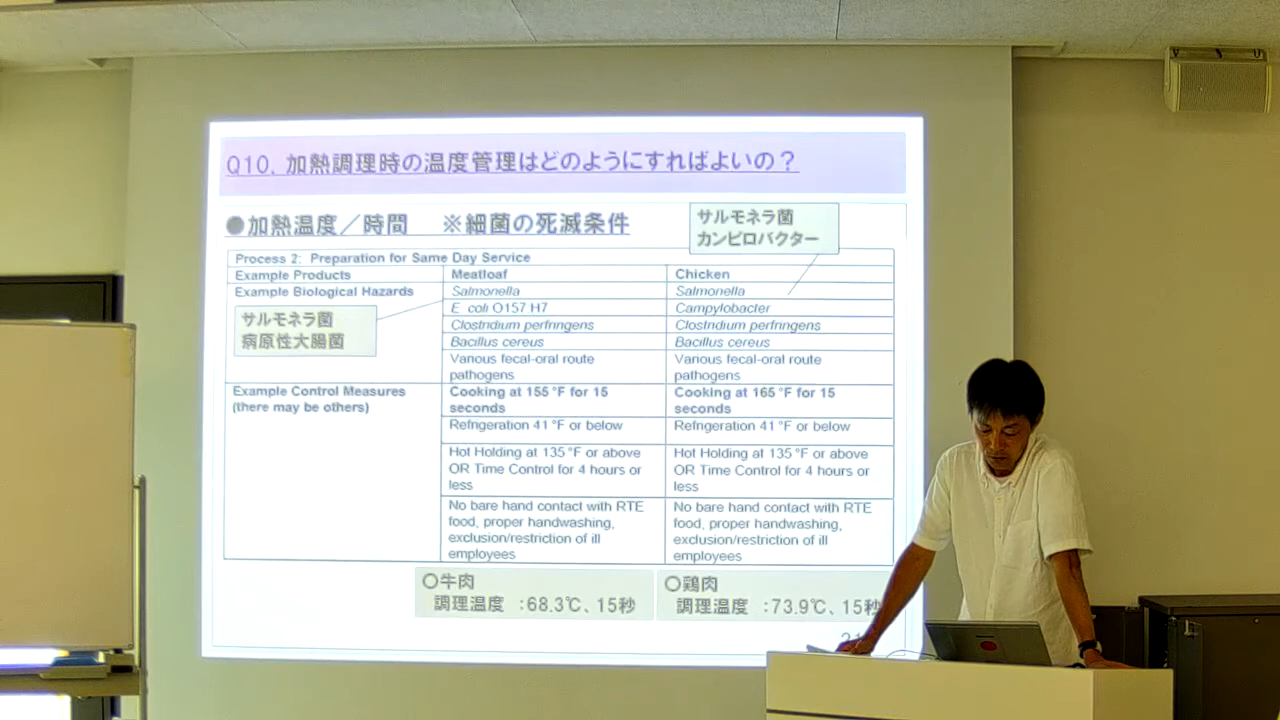 Q10. 加熱調理時の温度管理はどのようにすればよいの？
●加熱温度／時間　※細菌の死滅条件
サルモネラ菌
カンピロバクター
Process 2: Preparation for Same Day Service
Example Products
Meatloaf
Chicken
Example Biological Hazards
Salmonella
Salmonella
E coli O157 H7
Campylobacter
サルモネラ菌
病原性大腸菌
Clostridium perfringens
Clostridium perfringens
Bacillus cereus
Bacillus cereus
Various fecal-oral route
pathogens
Various fecal-oral route
pathogens
Example Control Measures
(there may be others)
Cooking at 155 °F for 15
seconds
Cooking at 165 °F for 15
seconds
Refrigeration 41 °F or below
Refrigeration 41 °F or below
Hot Holding at 135 °F or above
OR Time Control for 4 hours or
less
Hot Holding at 135 °F or above
OR Time Control for 4 hours or
less
No bare hand contact with RTE
food, proper handwashing,
exclusion/restriction of ill
employees
No bare hand contact with RTE
food, proper handwashing,
exclusion/restriction of ill
employees
〇牛肉
調理温度　：68.3℃、15秒
〇鶏肉
調理温度　：73.9℃、15秒